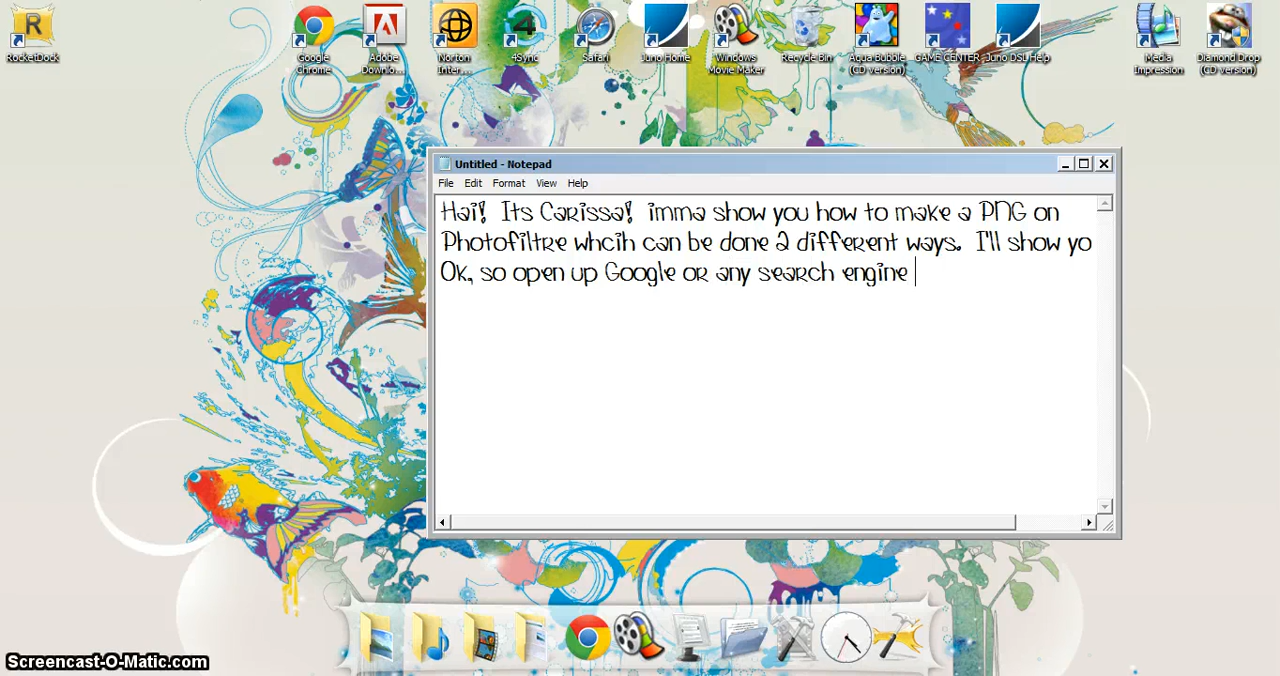 RocketDock
Google Chrome
Adobe Downlo...
Norton Inter...
4Sync
Safari
Juno Home
Windows Movie Maker
Recycle Bin
Aqua Bubble (CD version)
GAME CENTER
Juno DSL Help
Media Impression
Diamond Drop (CD version)
Untitled - Notepad
File Edit Format View Help
Hai! Its Carissa! imma show you how to make a PNG on
Photofiltre whcih can be done 2 different ways. I'll show yo
Ok, so open up Google or any search engine
Screencast-O-Matic.com